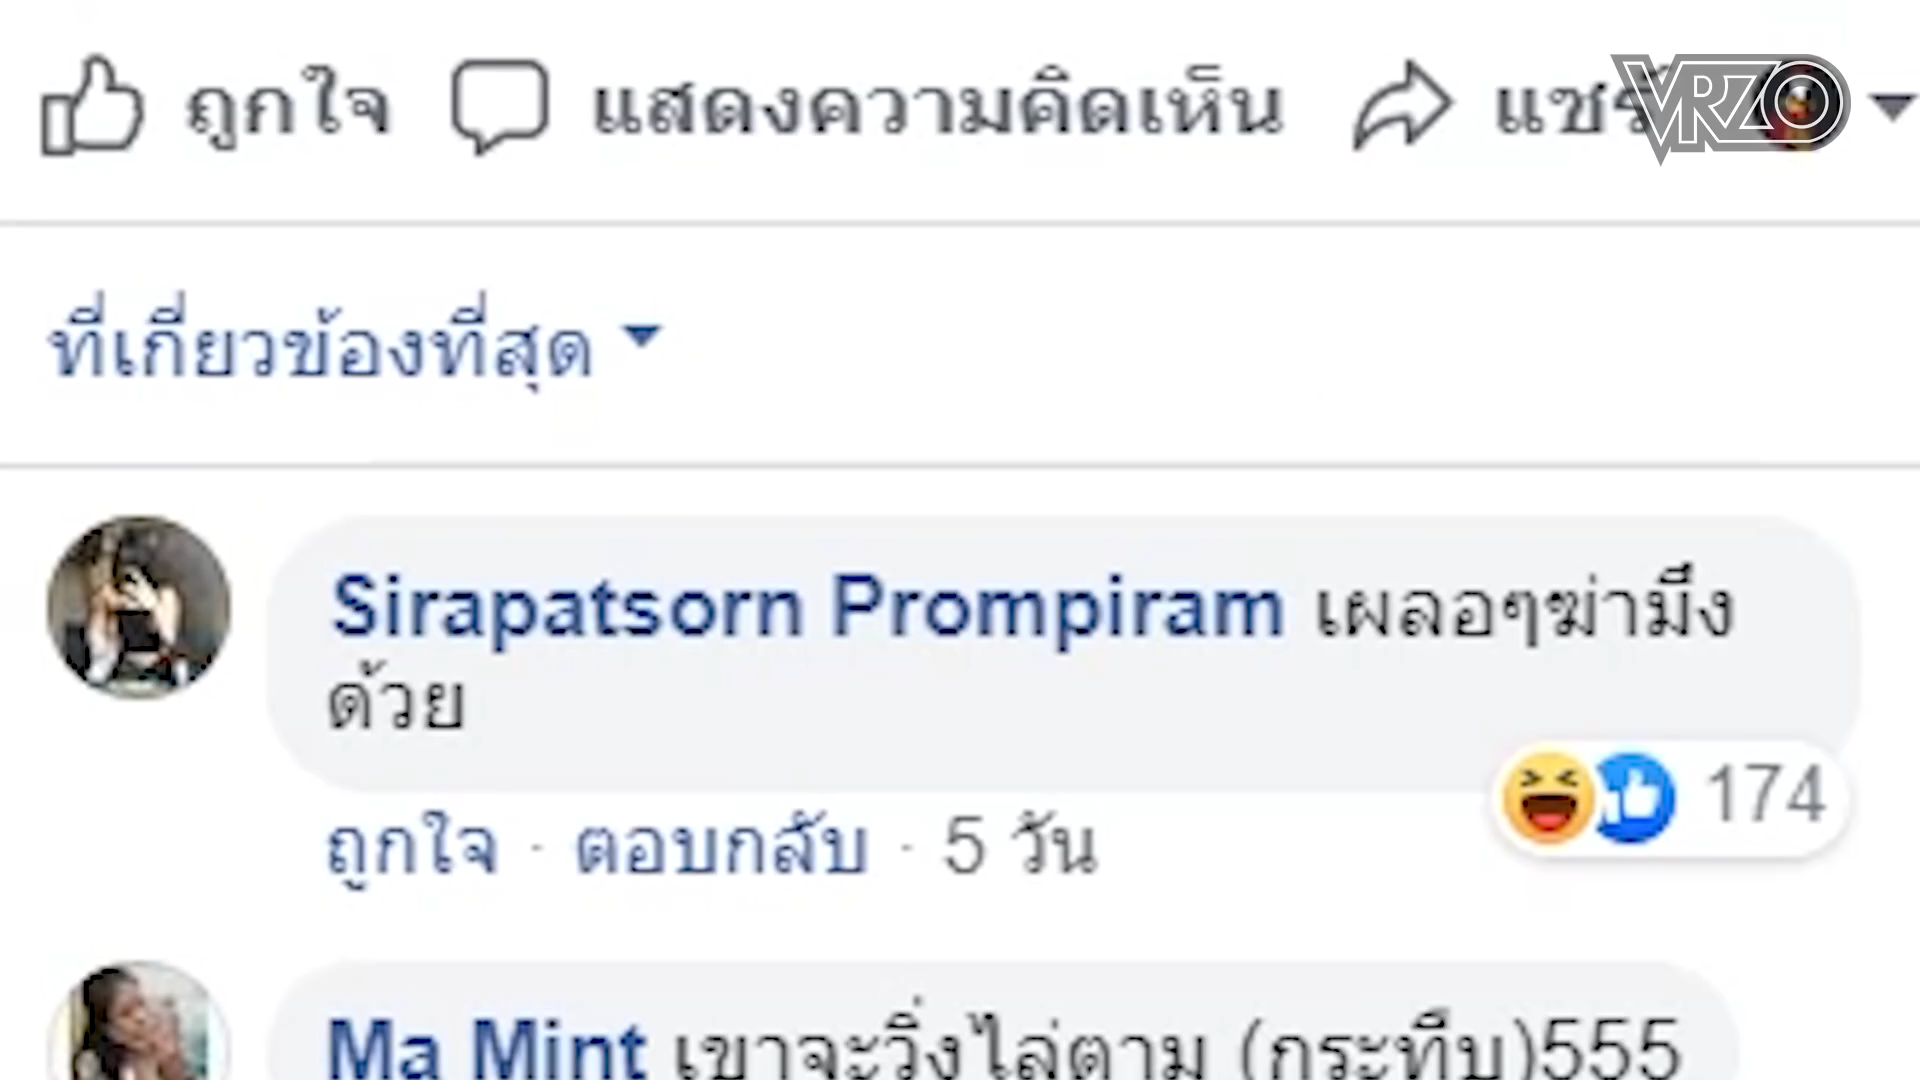 ถูกใจ แสดงความคิดเห็น แชร์ VRZO
ที่เกี่ยวข้องที่สุด
Sirapatsorn Prompiram เผลอๆฆ่ามึง
ด้วย
174
ถูกใจ · ตอบกลับ · 5 วัน
Ma Mint เขาจะวิ่งไล่ตาม (กระทืบ)555